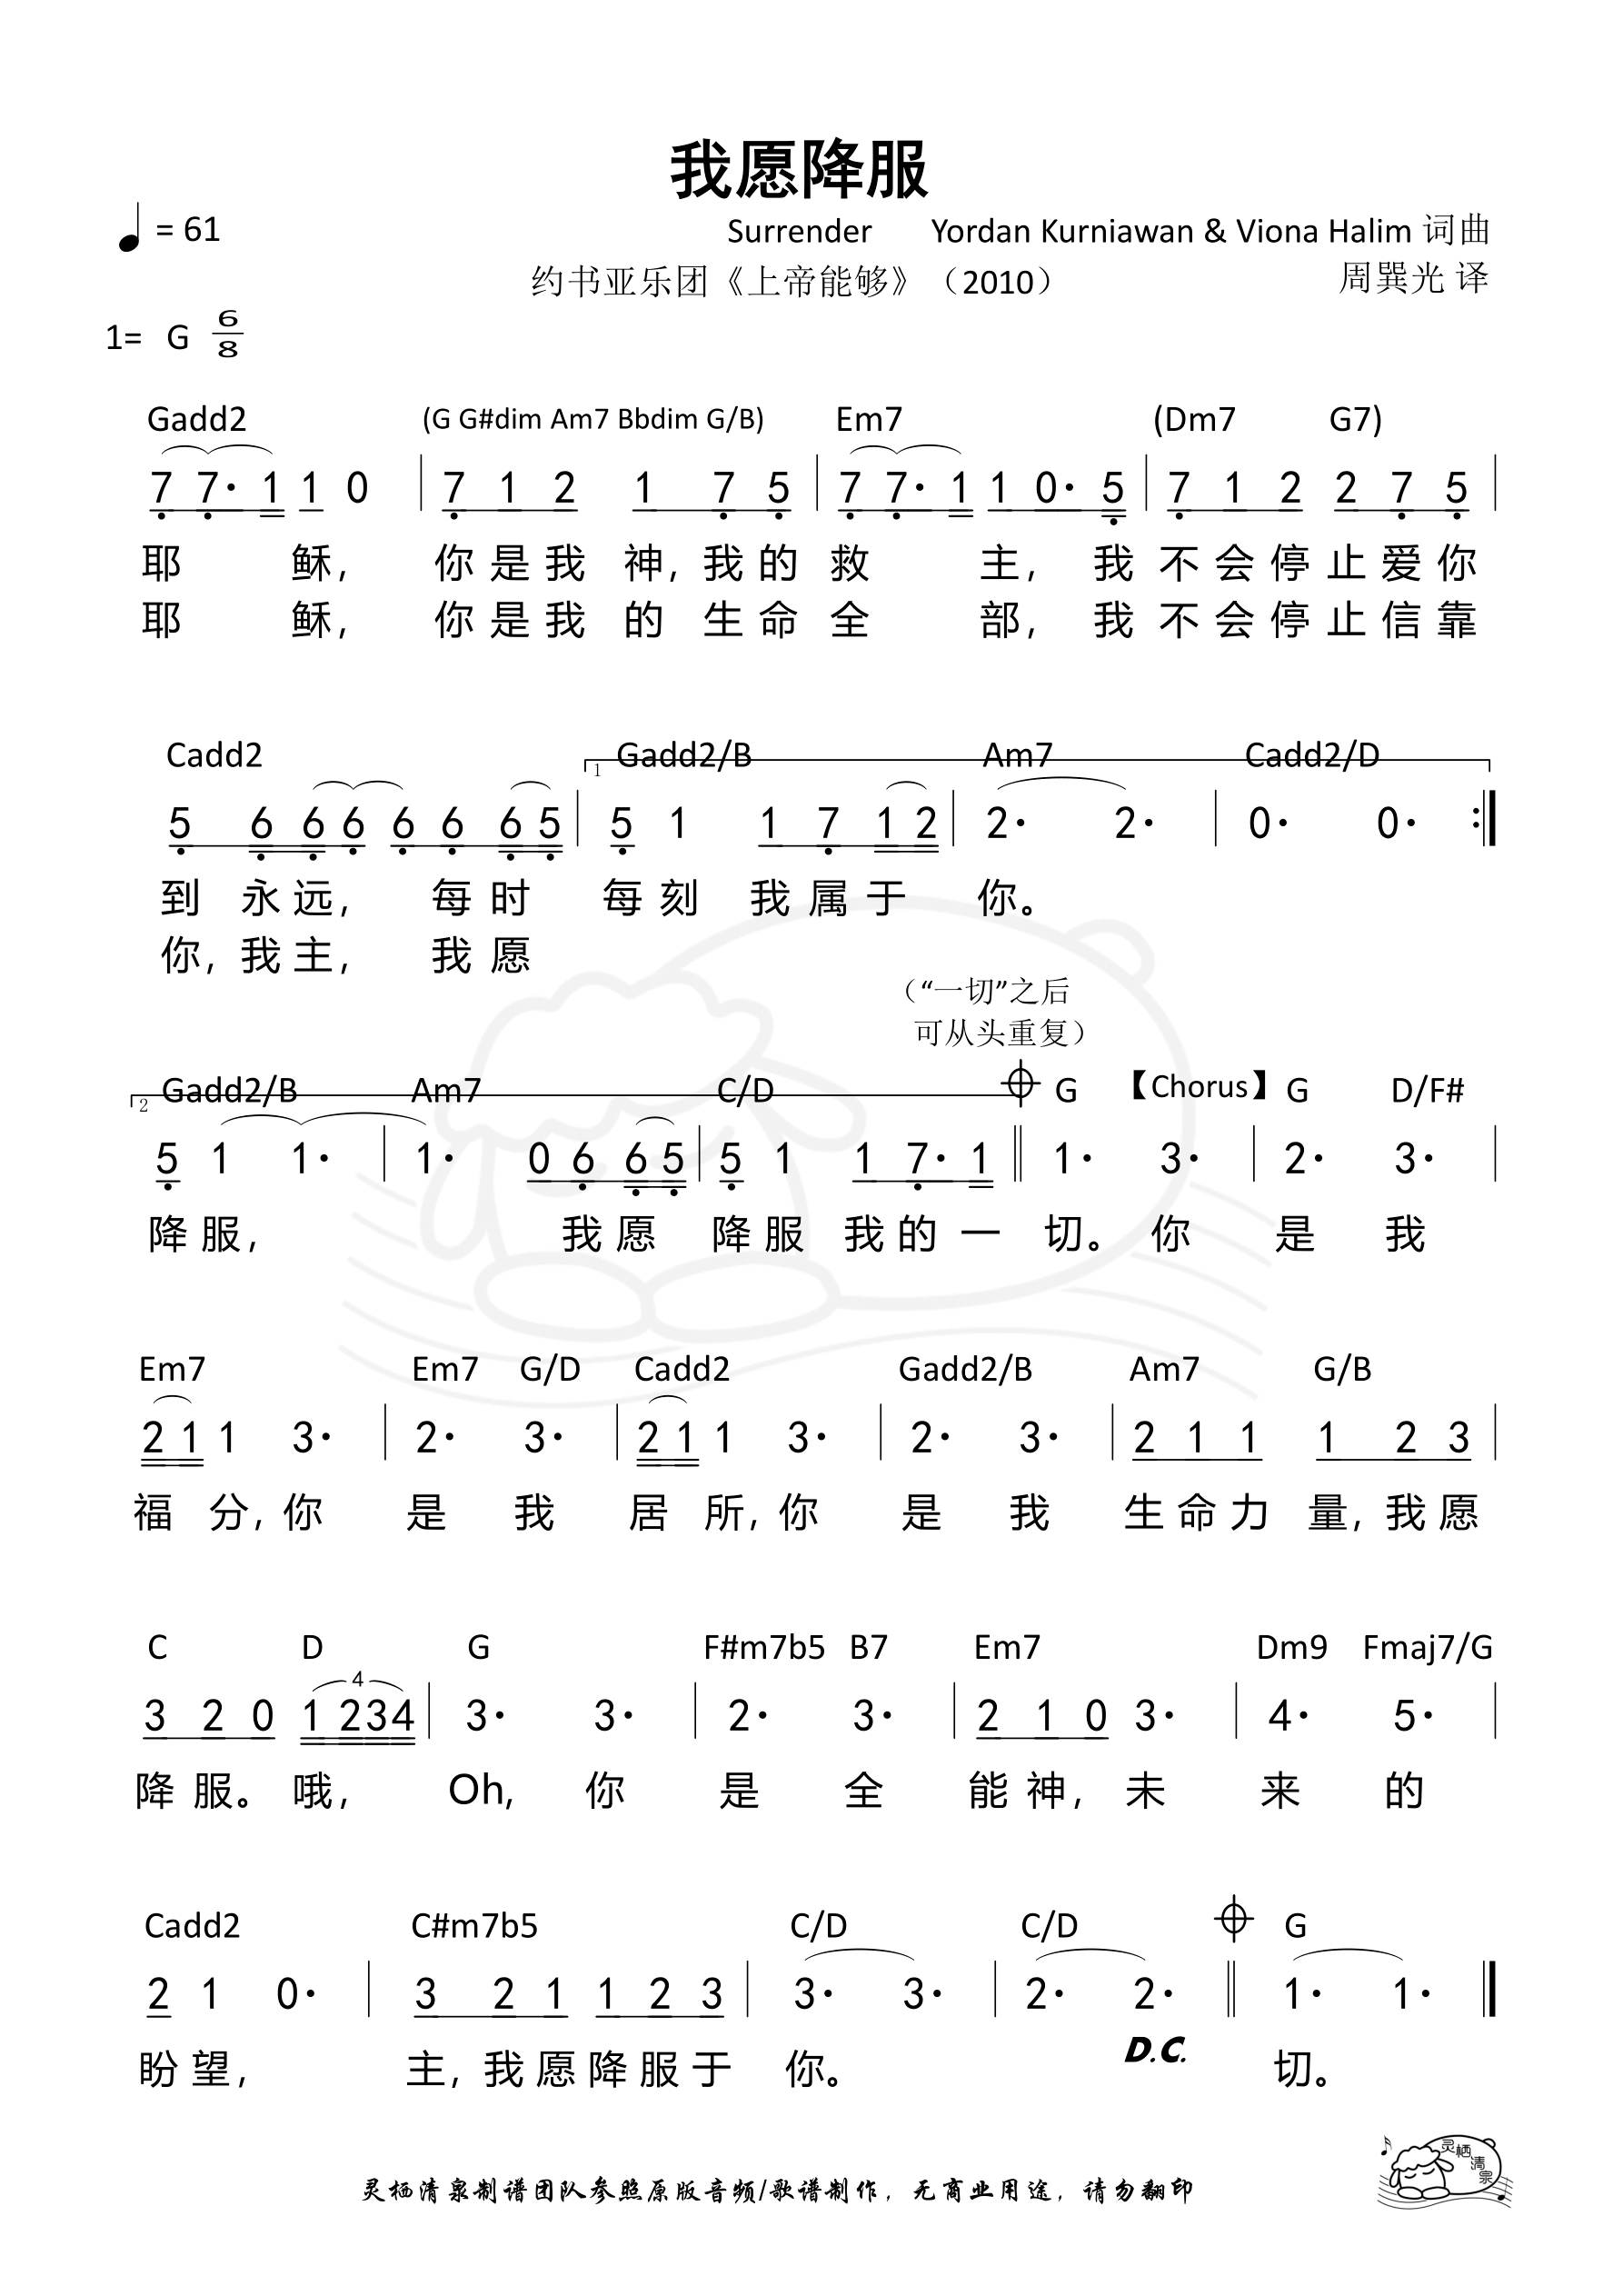 我愿降服
♩ = 61
Surrender Yordan Kurniawan & Viona Halim 词曲
约书亚乐团《上帝能够》（2010） 周巽光 译
1= G 6/8
Gadd2 (G G#dim Am7 Bbdim G/B) Em7 (Dm7 G7)
7 7· 1 1 0 | 7 1 2 1 7 5 | 7 7· 1 1 0· 5 | 7 1 2 2 7 5 |
耶 稣， 你 是 我 神， 我 的 救 主， 我 不 会 停 止 爱 你
耶 稣， 你 是 我 的 生 命 全 部， 我 不 会 停 止 信 靠
Cadd2 1 Gadd2/B Am7 Cadd2/D
5 6 6 6 6 6 6 5 | 5 1 1 7 1 2 | 2· 2· | 0· 0· :||
到 永 远， 每 时 每 刻 我 属 于 你。
你， 我 主， 我 愿
（“一切”之后
可从头重复）
2 Gadd2/B Am7 C/D G 【Chorus】 G D/F#
5 1 1· | 1· 0 6 6 5 | 5 1 1 7· 1 || 1· 3· | 2· 3· |
降 服， 我 愿 降 服 我 的 一 切。 你 是 我
Em7 Em7 G/D Cadd2 Gadd2/B Am7 G/B
2 1 1 3· | 2· 3· | 2 1 1 3· | 2· 3· | 2 1 1 1 2 3 |
福 分， 你 是 我 居 所， 你 是 我 生 命 力 量， 我 愿
C D G F#m7b5 B7 Em7 Dm9 Fmaj7/G
4
3 2 0 1 2 3 4 | 3· 3· | 2· 3· | 2 1 0 3· | 4· 5· |
降 服。 哦， Oh, 你 是 全 能 神， 未 来 的
Cadd2 C#m7b5 C/D C/D G
2 1 0· | 3 2 1 1 2 3 | 3· 3· | 2· 2· || 1· 1· ||
D.C.
盼 望， 主， 我 愿 降 服 于 你。 切。
灵栖清泉制谱团队参照原版音频/歌谱制作，无商业用途，请勿翻印
灵栖清泉